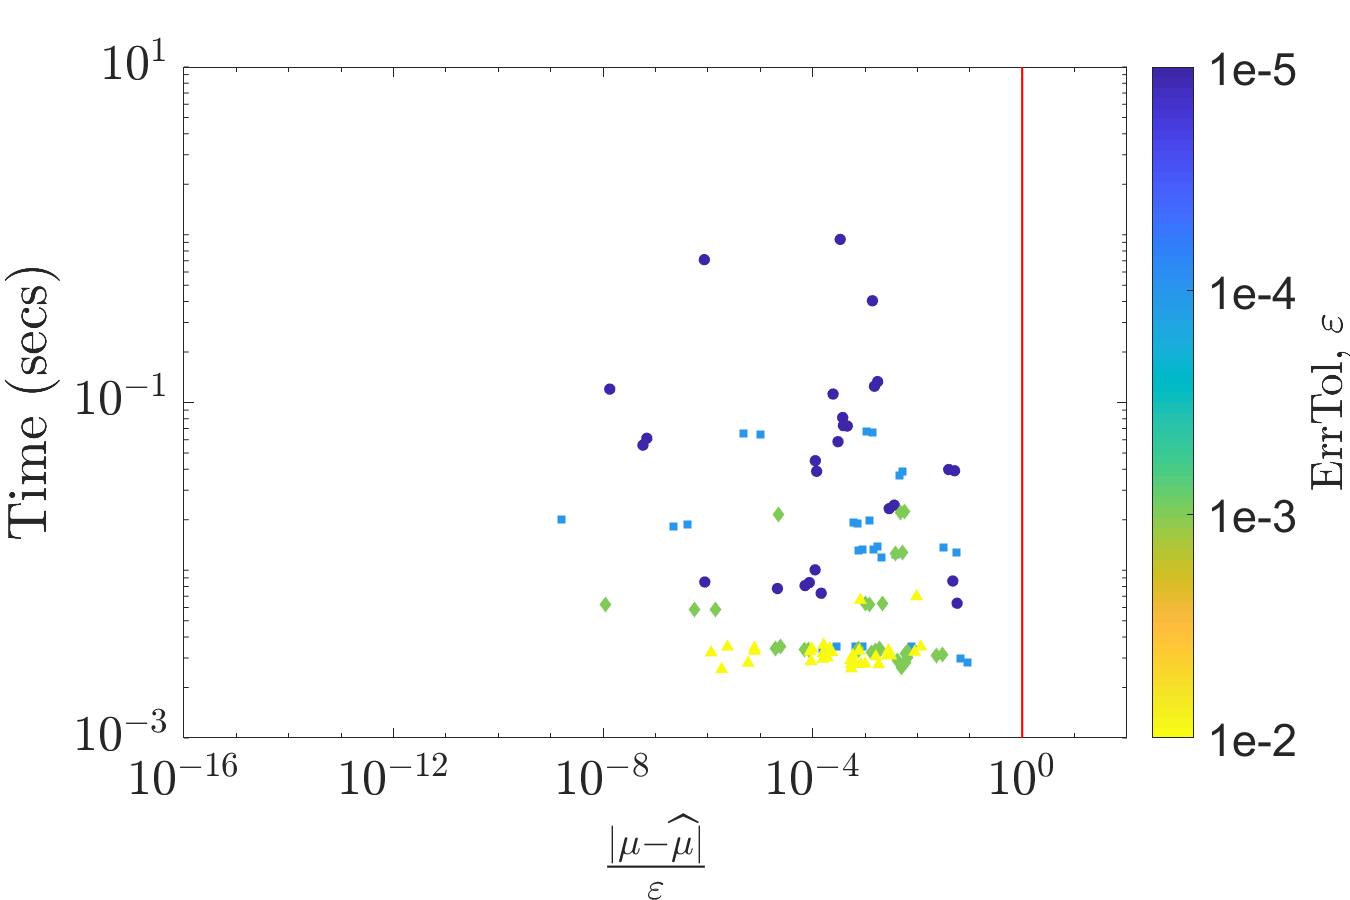 10^1
10^{-1}
10^{-3}
Time (secs)
10^{-16}
10^{-12}
10^{-8}
10^{-4}
10^0
|μ−\widehat{μ}|
ε
1e-5
1e-4
1e-3
1e-2
ErrTol, ε